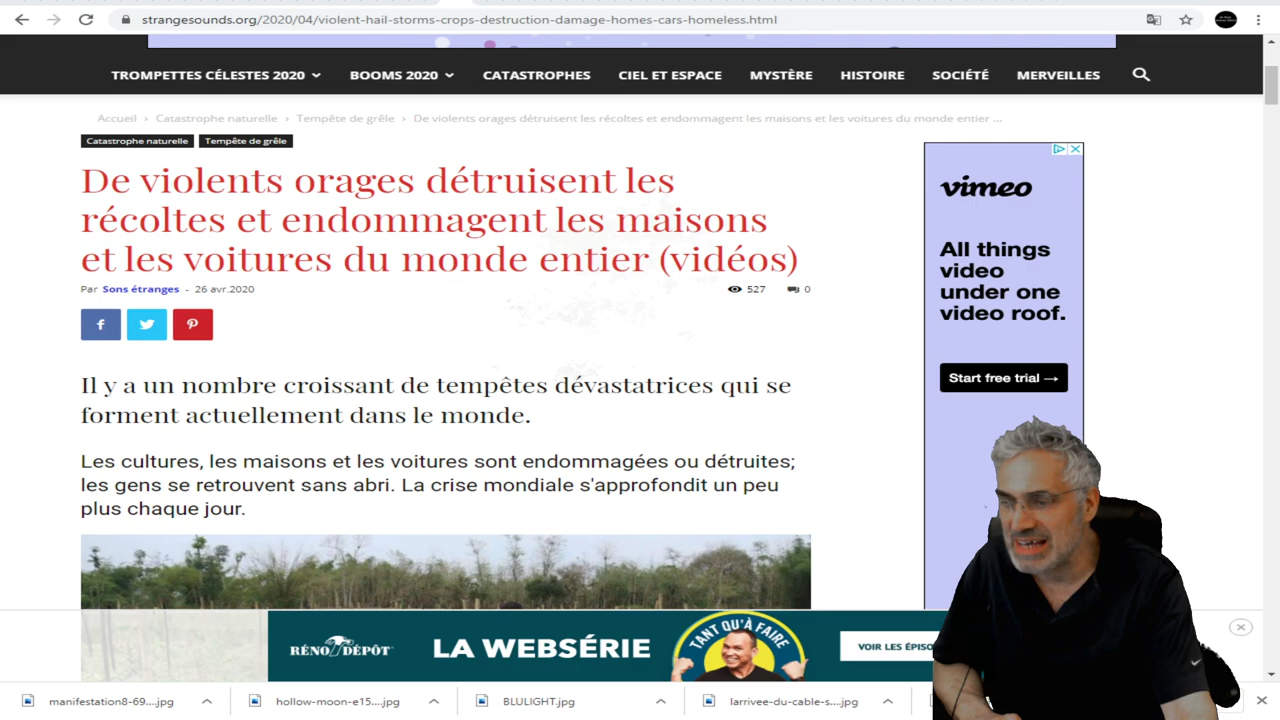 strangesounds.org/2020/04/violent-hail-storms-crops-destruction-damage-homes-cars-homeless.html
TROMPETTES CÉLESTES 2020 BOOMS 2020 CATASTROPHES CIEL ET ESPACE MYSTÈRE HISTOIRE SOCIÉTÉ MERVEILLES
Accueil › Catastrophe naturelle › Tempête de grêle › De violents orages détruisent les récoltes et endommagent les maisons et les voitures du monde entier ...
Catastrophe naturelle Tempête de grêle
De violents orages détruisent les
récoltes et endommagent les maisons
et les voitures du monde entier (vidéos)
Par Sons étranges - 26 avr.2020 527 0
Il y a un nombre croissant de tempêtes dévastatrices qui se
forment actuellement dans le monde.
Les cultures, les maisons et les voitures sont endommagées ou détruites;
les gens se retrouvent sans abri. La crise mondiale s'approfondit un peu
plus chaque jour.
vimeo
All things
video
under one
video roof.
Start free trial →
RÉNO DÉPÔT
LA WEBSÉRIE
TANT QU'À FAIRE
VOIR LES ÉPISO
manifestation8-69....jpg hollow-moon-e15....jpg BLULIGHT.jpg larrivee-du-cable-s....jpg